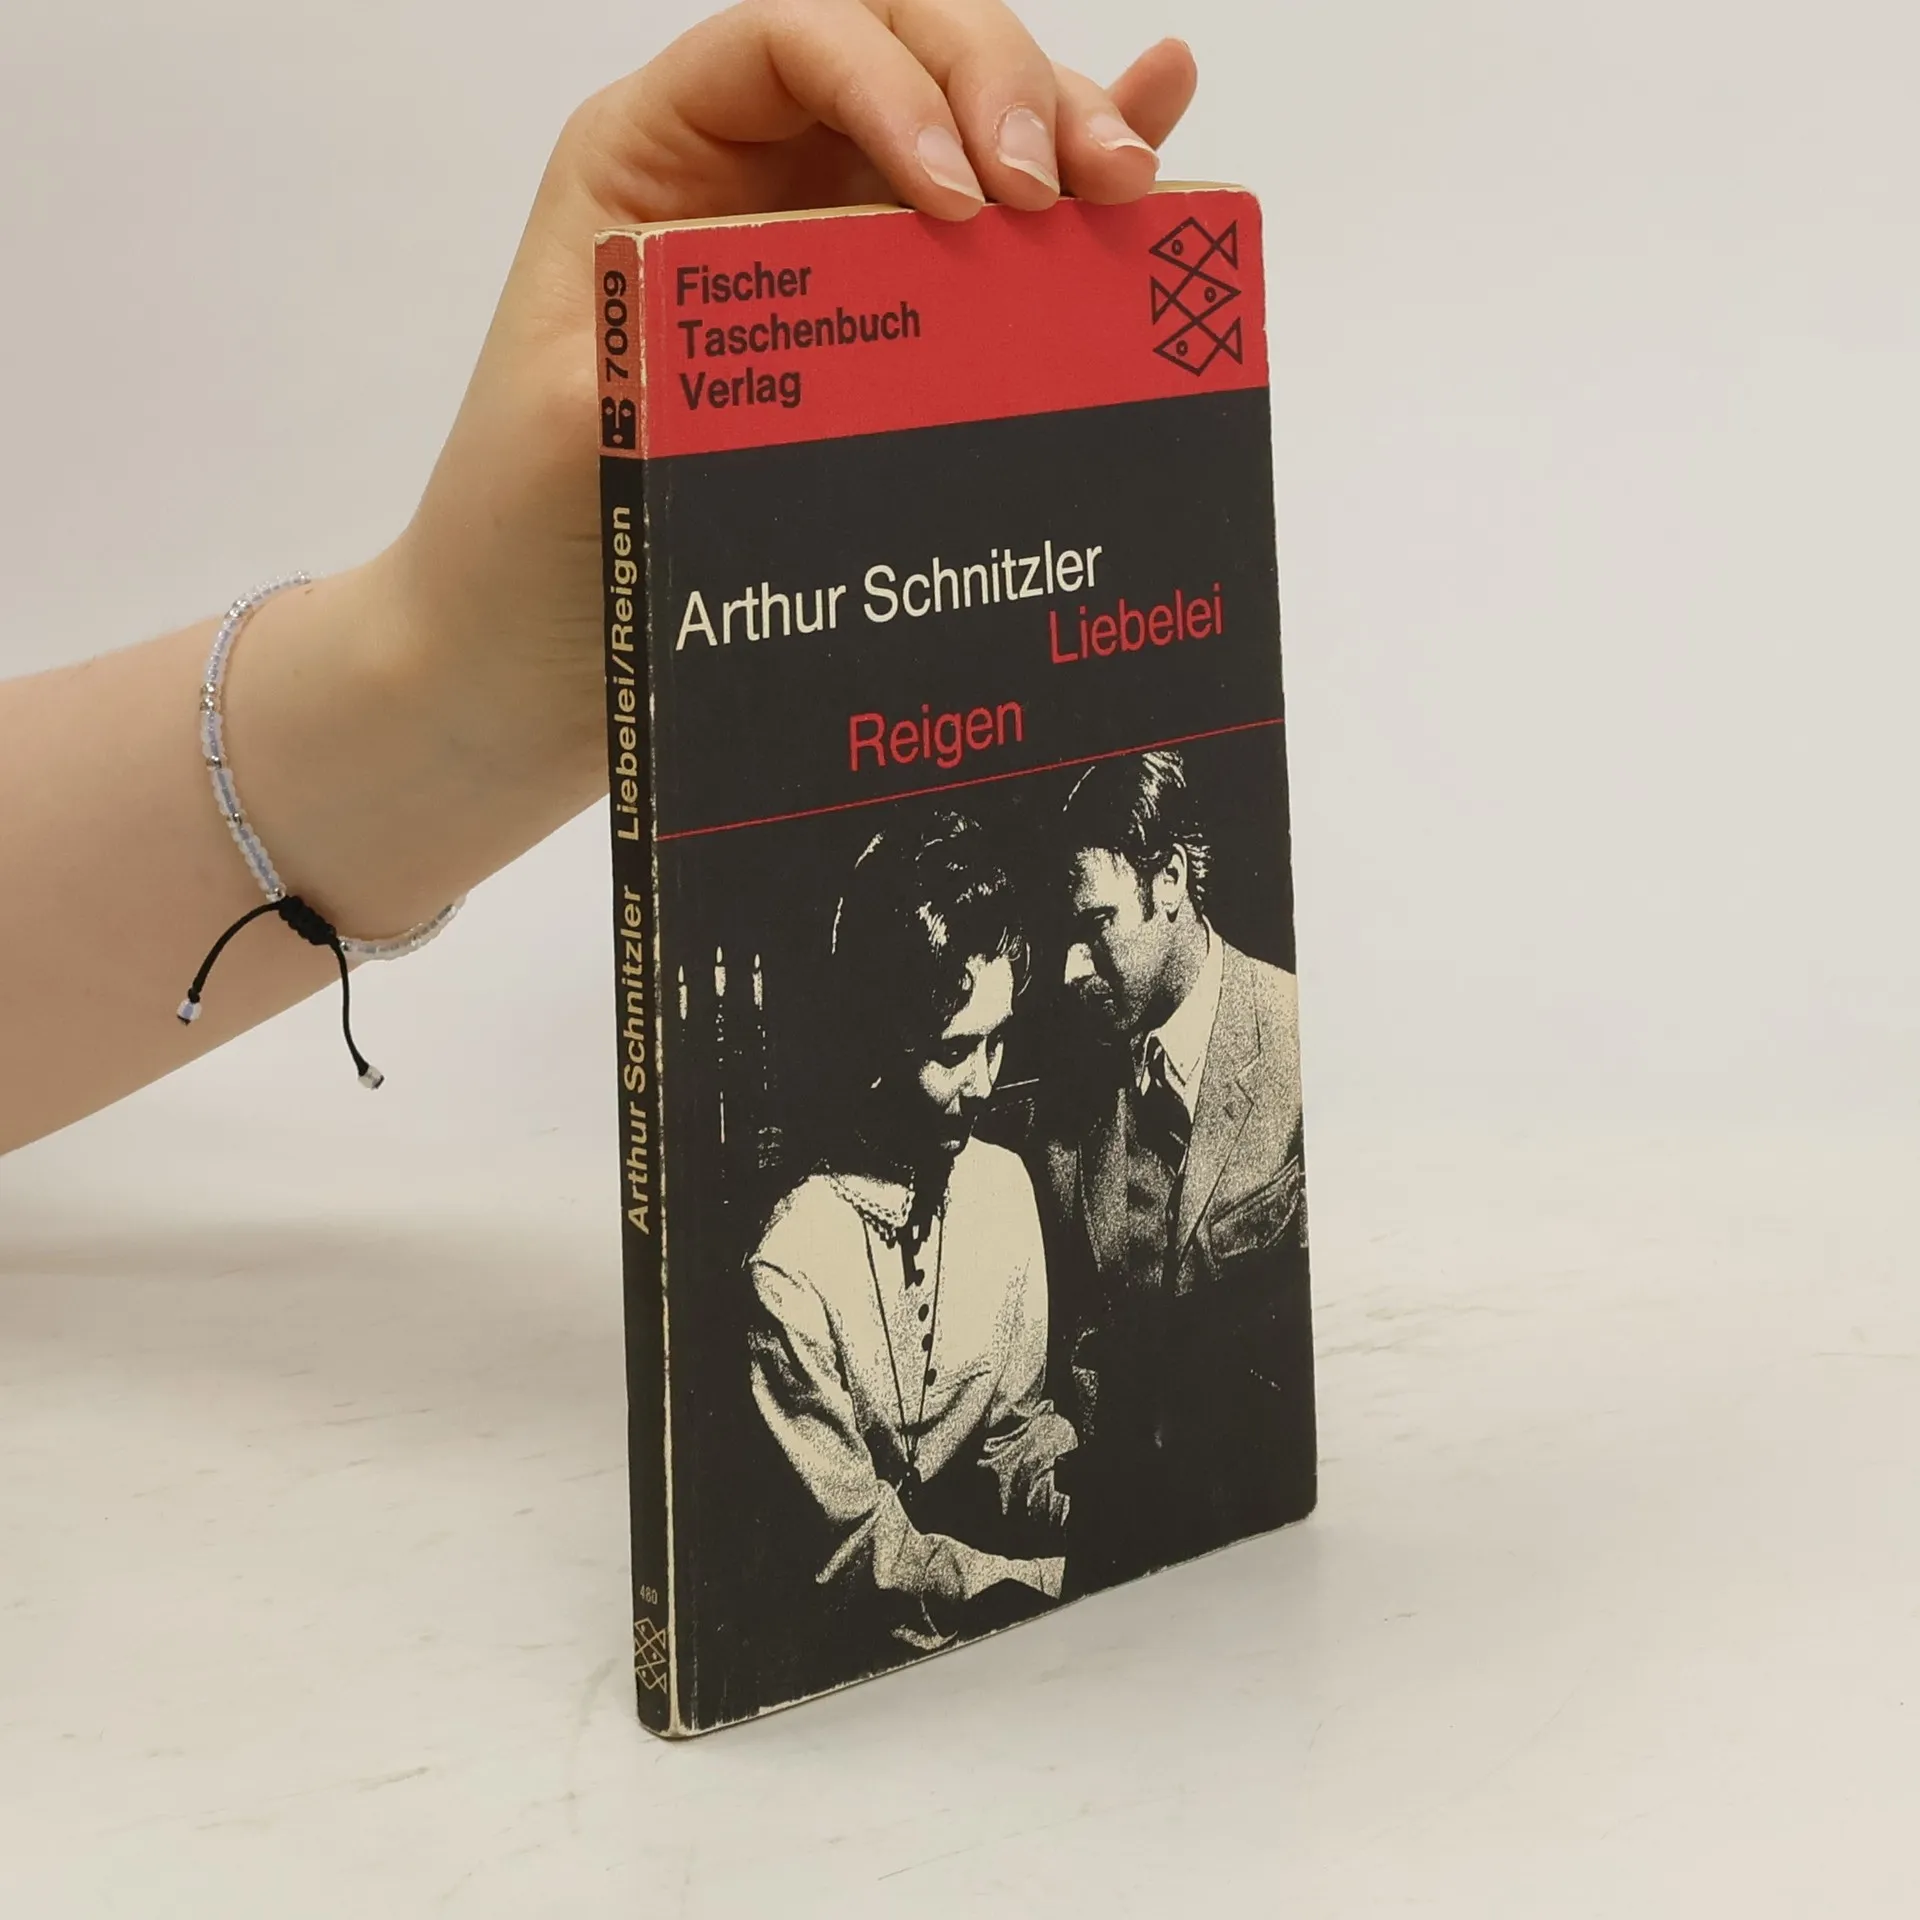 Fischer
Taschenbuch
Verlag
Arthur Schnitzler
Liebelei
Reigen
7009
Arthur Schnitzler Liebelei/Reigen
480